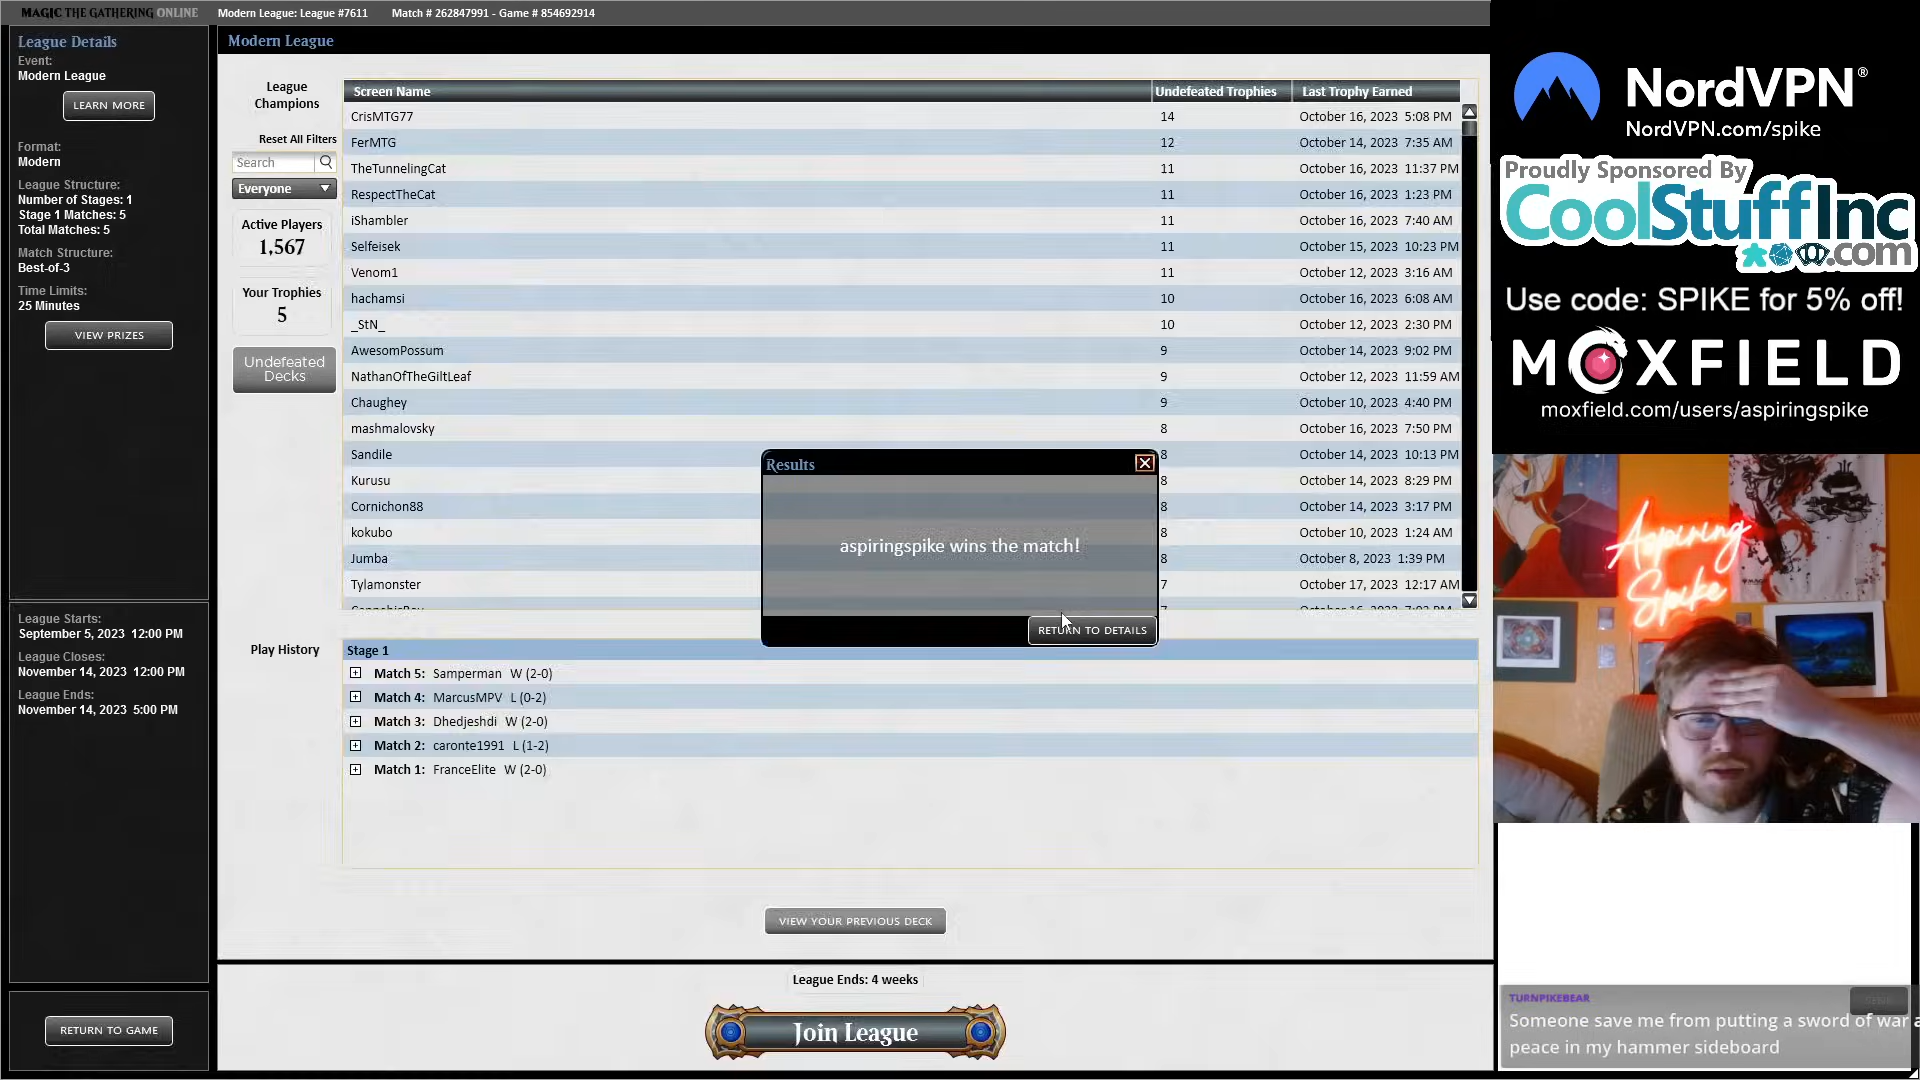 MAGIC THE GATHERING ONLINE
Modern League: League #7611
Match # 262847991 - Game # 854692914
League Details
Event:
Modern League
LEARN MORE
Format:
Modern
League Structure:
Number of Stages: 1
Stage 1 Matches: 5
Total Matches: 5
Match Structure:
Best-of-3
Time Limits:
25 Minutes
VIEW PRIZES
League Starts:
September 5, 2023 12:00 PM
League Closes:
November 14, 2023 12:00 PM
League Ends:
November 14, 2023 5:00 PM
RETURN TO GAME
Modern League
League
Champions
Reset All Filters
Search
Everyone
Active Players
1,567
Your Trophies
5
Undefeated
Decks
Screen Name Undefeated Trophies Last Trophy Earned
CrisMTG77 14 October 16, 2023 5:08 PM
FerMTG 12 October 14, 2023 7:35 AM
TheTunnelingCat 11 October 16, 2023 11:37 PM
RespectTheCat 11 October 16, 2023 1:23 PM
iShambler 11 October 16, 2023 7:40 AM
Selfeisek 11 October 15, 2023 10:23 PM
Venom1 11 October 12, 2023 3:16 AM
hachamsi 10 October 16, 2023 6:08 AM
_StN_ 10 October 12, 2023 2:30 PM
AwesomPossum 9 October 14, 2023 9:02 PM
NathanOfTheGiltLeaf 9 October 12, 2023 11:59 AM
Chaughey 9 October 10, 2023 4:40 PM
mashmalovsky 8 October 16, 2023 7:50 PM
Sandile 8 October 14, 2023 10:13 PM
Kurusu 8 October 14, 2023 8:29 PM
Cornichon88 8 October 14, 2023 3:17 PM
kokubo 8 October 10, 2023 1:24 AM
Jumba 8 October 8, 2023 1:39 PM
Tylamonster 7 October 17, 2023 12:17 AM
Results
aspiringspike wins the match!
RETURN TO DETAILS
Play History
Stage 1
Match 5: Samperman W (2-0)
Match 4: MarcusMPV L (0-2)
Match 3: Dhedjeshdi W (2-0)
Match 2: caronte1991 L (1-2)
Match 1: FranceElite W (2-0)
VIEW YOUR PREVIOUS DECK
League Ends: 4 weeks
Join League
NordVPN®
NordVPN.com/spike
Proudly Sponsored By
CoolStuffInc
.com
Use code: SPIKE for 5% off!
MOXFIELD
moxfield.com/users/aspiringspike
Aspiring
Spike
TURNPIKEBEAR
Someone save me from putting a sword of war a
peace in my hammer sideboard